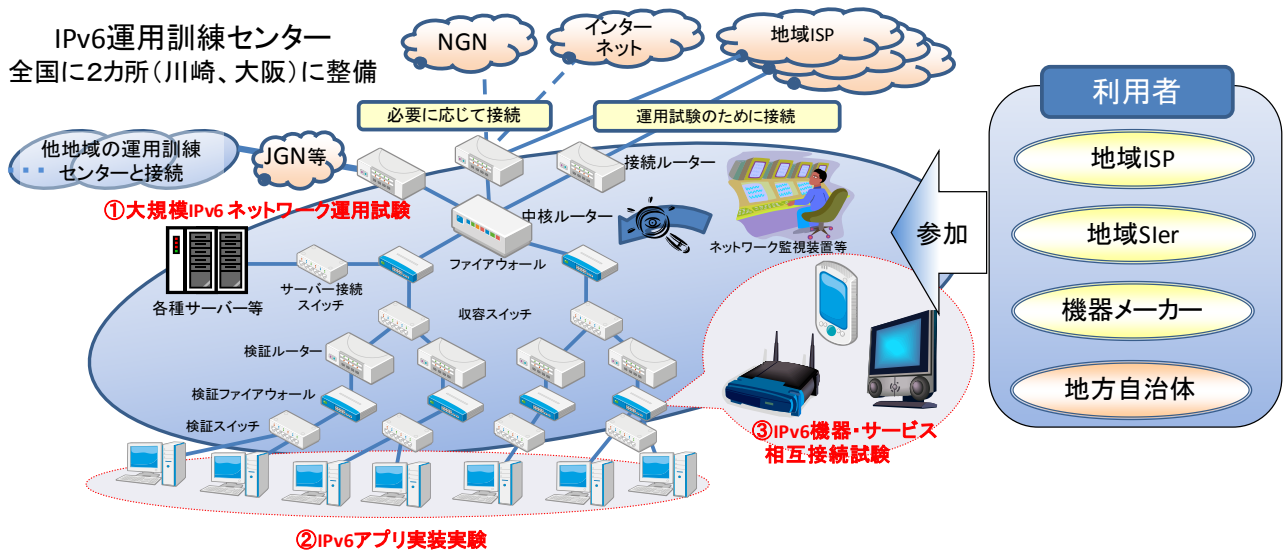 IPv6運用訓練センター
全国に2カ所（川崎、大阪）に整備
NGN
インター
ネット
地域ISP
必要に応じて接続
運用試験のために接続
他地域の運用訓練
センターと接続
JGN等
接続ルーター
①大規模IPv6 ネットワーク運用試験
中核ルーター
ネットワーク監視装置等
ファイアウォール
各種サーバー等
サーバー接続
スイッチ
収容スイッチ
検証ルーター
検証ファイアウォール
検証スイッチ
③IPv6機器・サービス
相互接続試験
②IPv6アプリ実装実験
参加
利用者
地域ISP
地域SIer
機器メーカー
地方自治体